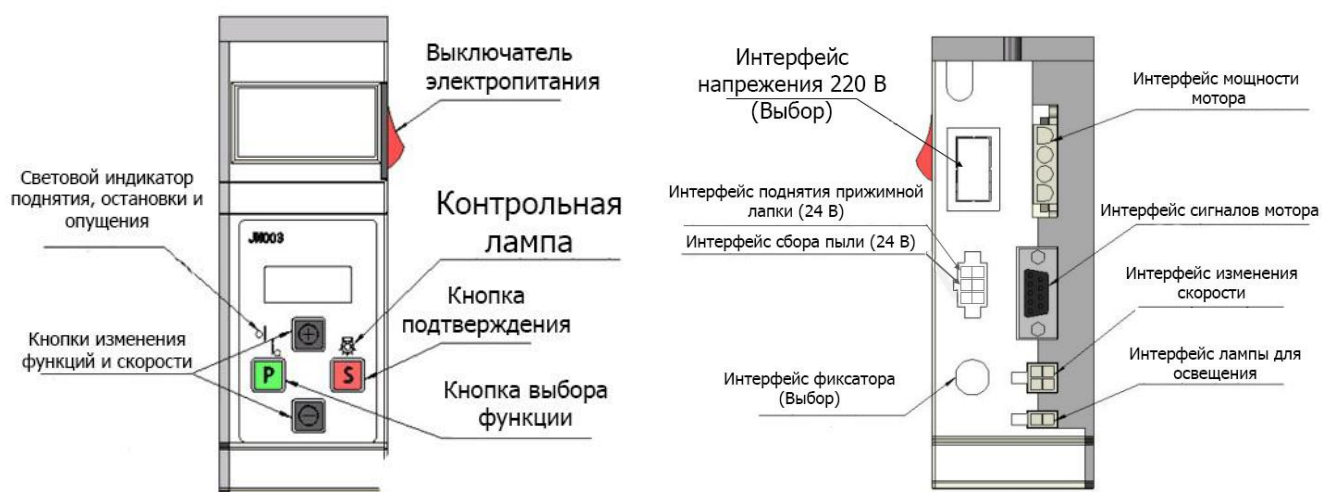 Выключатель
электропитания
Световой индикатор
поднятия, остановки и
опущения
Контрольная
лампа
JM003
Кнопка
подтверждения
Кнопки изменения
функций и скорости
P
S
Кнопка выбора
функции
Интерфейс
напрежения 220 В
(Выбор)
Интерфейс мощности
мотора
Интерфейс поднятия прижимной
лапки (24 В)
Интерфейс сбора пыли (24 В)
Интерфейс сигналов мотора
Интерфейс изменения
скорости
Интерфейс лампы для
освещения
Интерфейс фиксатора
(Выбор)